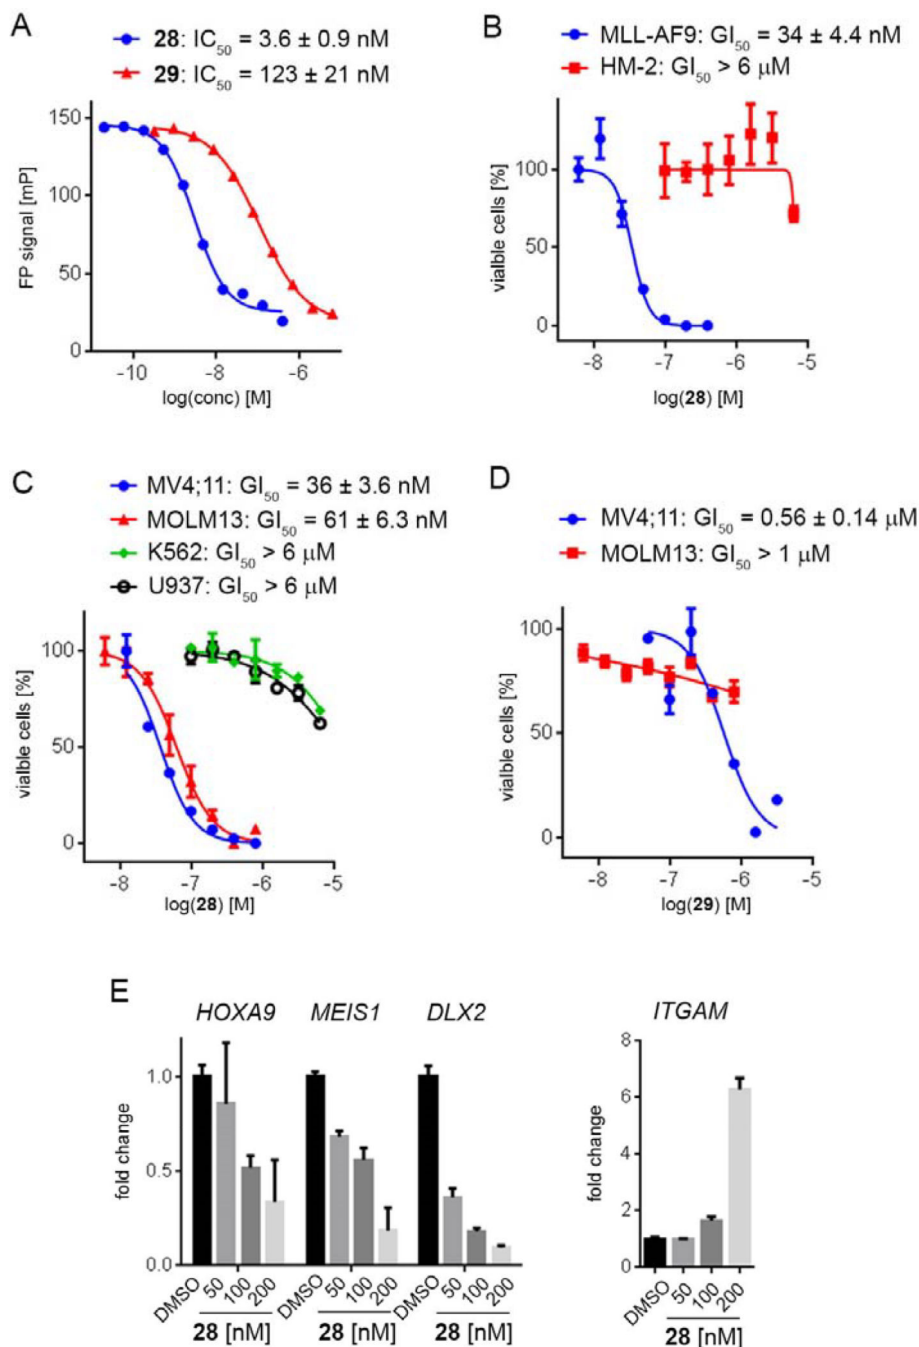 A
28: IC50 = 3.6 ± 0.9 nM
29: IC50 = 123 ± 21 nM
150
100
50
0
FP signal [mP]
-10
-8
-6
log(conc) [M]
B
MLL-AF9: GI50 = 34 ± 4.4 nM
HM-2: GI50 > 6 µM
100
50
0
vialble cells [%]
-8
-7
-6
-5
log(28) [M]
C
MV4;11: GI50 = 36 ± 3.6 nM
MOLM13: GI50 = 61 ± 6.3 nM
K562: GI50 > 6 µM
U937: GI50 > 6 µM
100
50
0
vialble cells [%]
-8
-7
-6
-5
log(28) [M]
D
MV4;11: GI50 = 0.56 ± 0.14 µM
MOLM13: GI50 > 1 µM
100
50
0
vialble cells [%]
-8
-7
-6
-5
log(29) [M]
E
HOXA9 MEIS1 DLX2
1.0
0.5
0.0
fold change
DMSO 50 100 200 DMSO 50 100 200 DMSO 50 100 200
28 [nM] 28 [nM] 28 [nM]
ITGAM
8
6
4
2
0
fold change
DMSO 50 100 200
28 [nM]